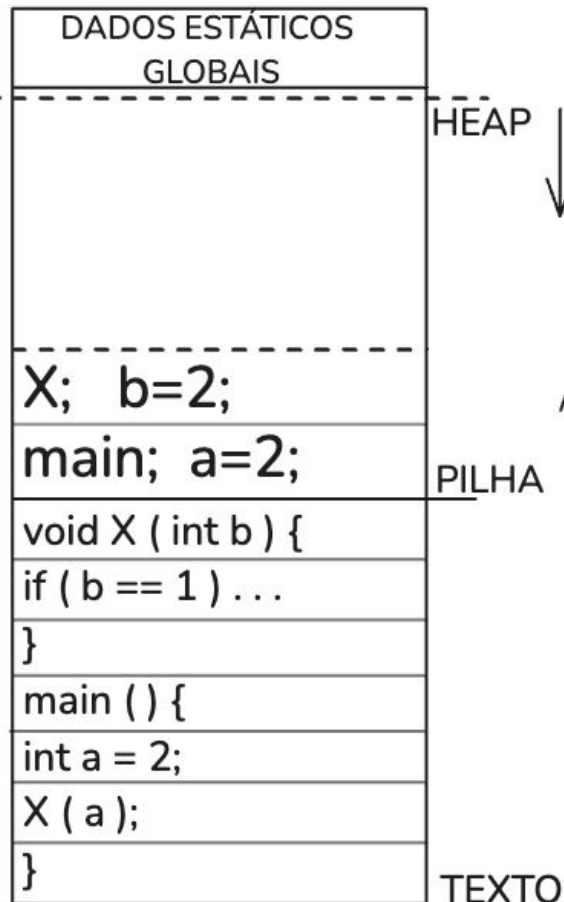 DADOS ESTÁTICOS
GLOBAIS
HEAP
X; b=2;
main; a=2;
PILHA
void X ( int b ) {
if ( b == 1 ) . . .
}
main ( ) {
int a = 2;
X ( a );
}
TEXTO